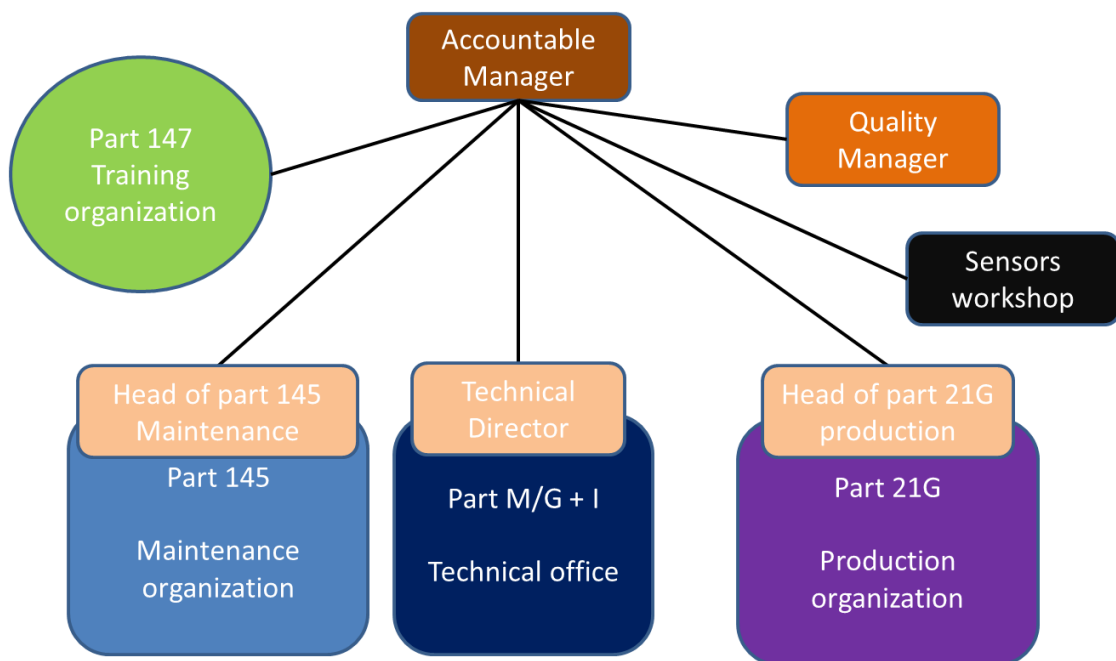 Accountable
Manager
Part 147
Training
organization
Quality
Manager
Sensors
workshop
Head of part 145
Maintenance
Part 145
Maintenance
organization
Technical
Director
Part M/G + I
Technical office
Head of part 21G
production
Part 21G
Production
organization